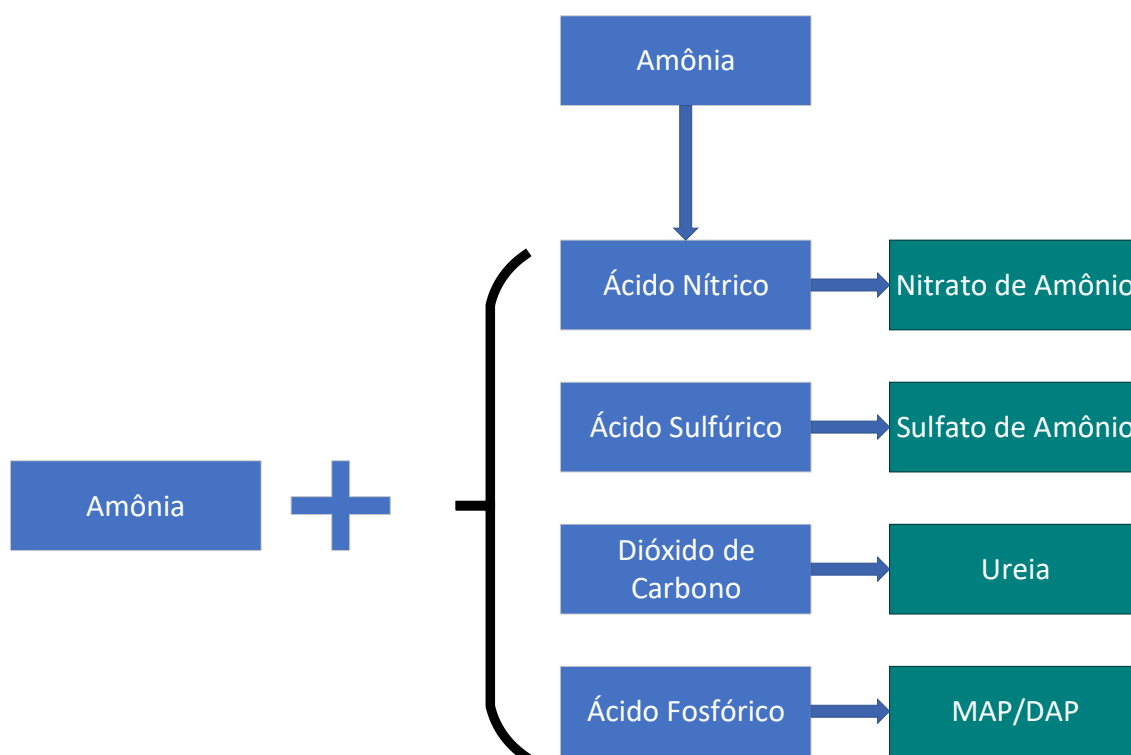 Amônia
Ácido Nítrico
Nitrato de Amônio
Ácido Sulfúrico
Sulfato de Amônio
Amônia
Dióxido de
Carbono
Ureia
Ácido Fosfórico
MAP/DAP